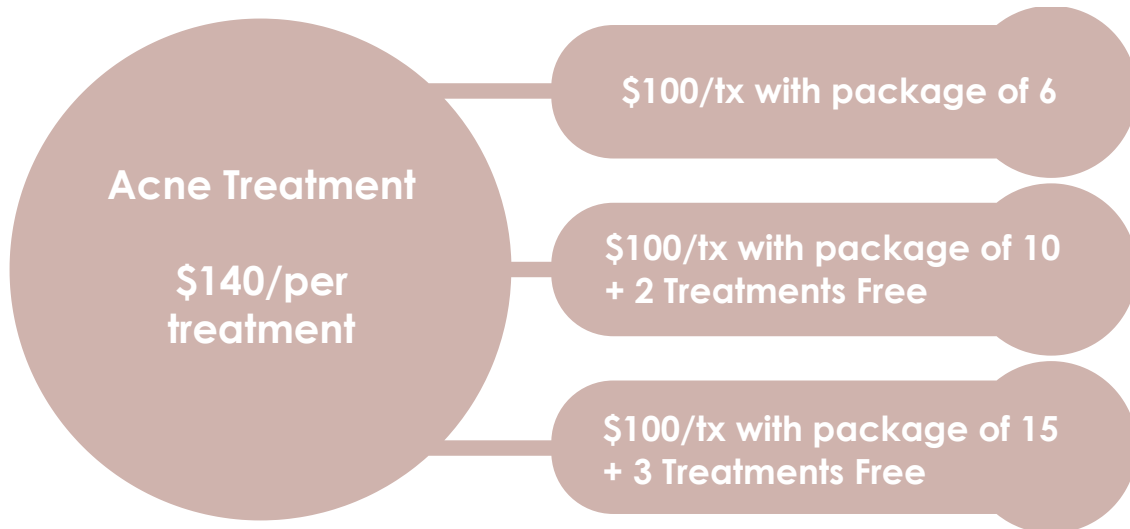 Acne Treatment
$140/per
treatment
$100/tx with package of 6
$100/tx with package of 10
+ 2 Treatments Free
$100/tx with package of 15
+ 3 Treatments Free